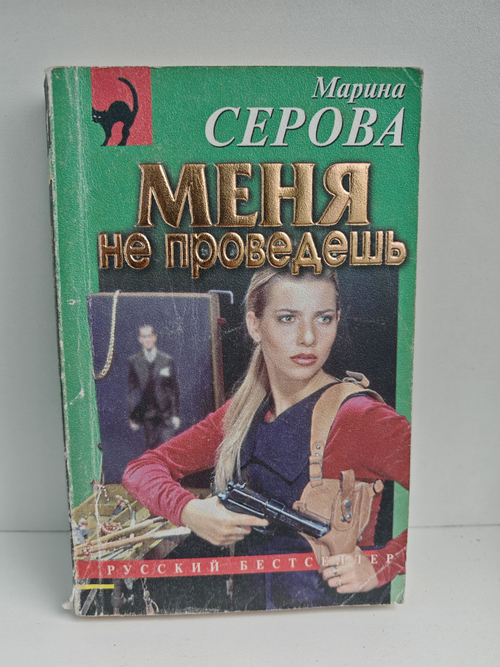 Марина
СЕРОВА
МЕНЯ
не проведешь
РУССКИЙ БЕСТСЕЛЛЕР